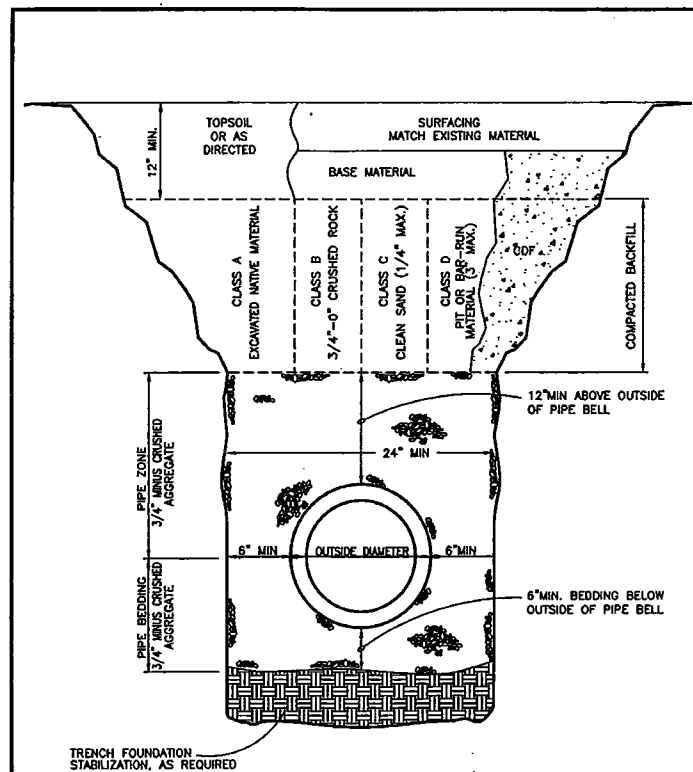 TOPSOIL
OR AS
DIRECTED
SURFACING
MATCH EXISTING MATERIAL
12" MIN.
BASE MATERIAL
CLASS A
EXCAVATED NATIVE MATERIAL
CLASS B
3/4"-0" CRUSHED ROCK
CLASS C
CLEAN SAND (1/4" MAX.)
CLASS D
PIT OR BAR-RUN
MATERIAL (3" MAX.)
CDF
COMPACTED BACKFILL
12"MIN ABOVE OUTSIDE
OF PIPE BELL
24" MIN
PIPE ZONE
3/4" MINUS CRUSHED
AGGREGATE
6" MIN
OUTSIDE DIAMETER
6"MIN
PIPE BEDDING
3/4" MINUS CRUSHED
AGGREGATE
6"MIN. BEDDING BELOW
OUTSIDE OF PIPE BELL
TRENCH FOUNDATION
STABILIZATION, AS REQUIRED